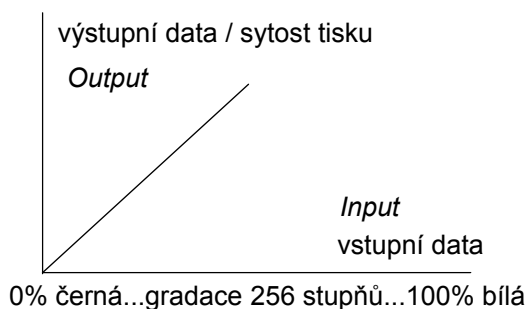 výstupní data / sytost tisku
Output
Input
vstupní data
0% černá...gradace 256 stupňů...100% bílá